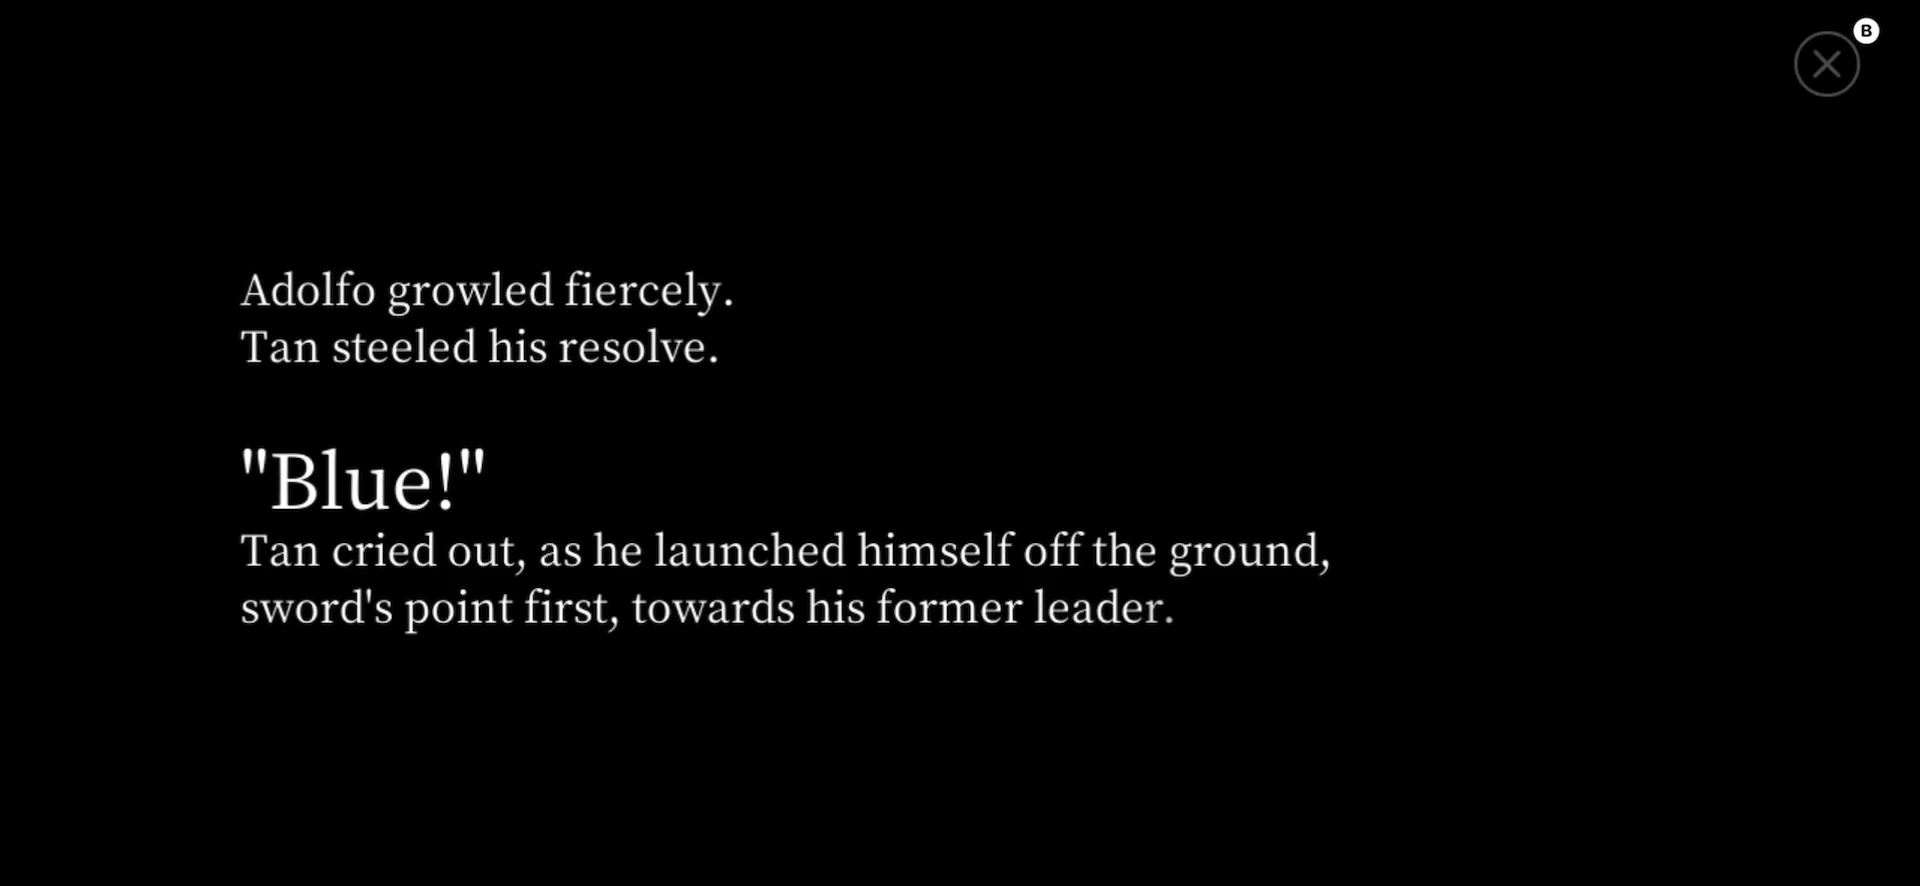 B
Adolfo growled fiercely.
Tan steeled his resolve.
"Blue!"
Tan cried out, as he launched himself off the ground,
sword's point first, towards his former leader.